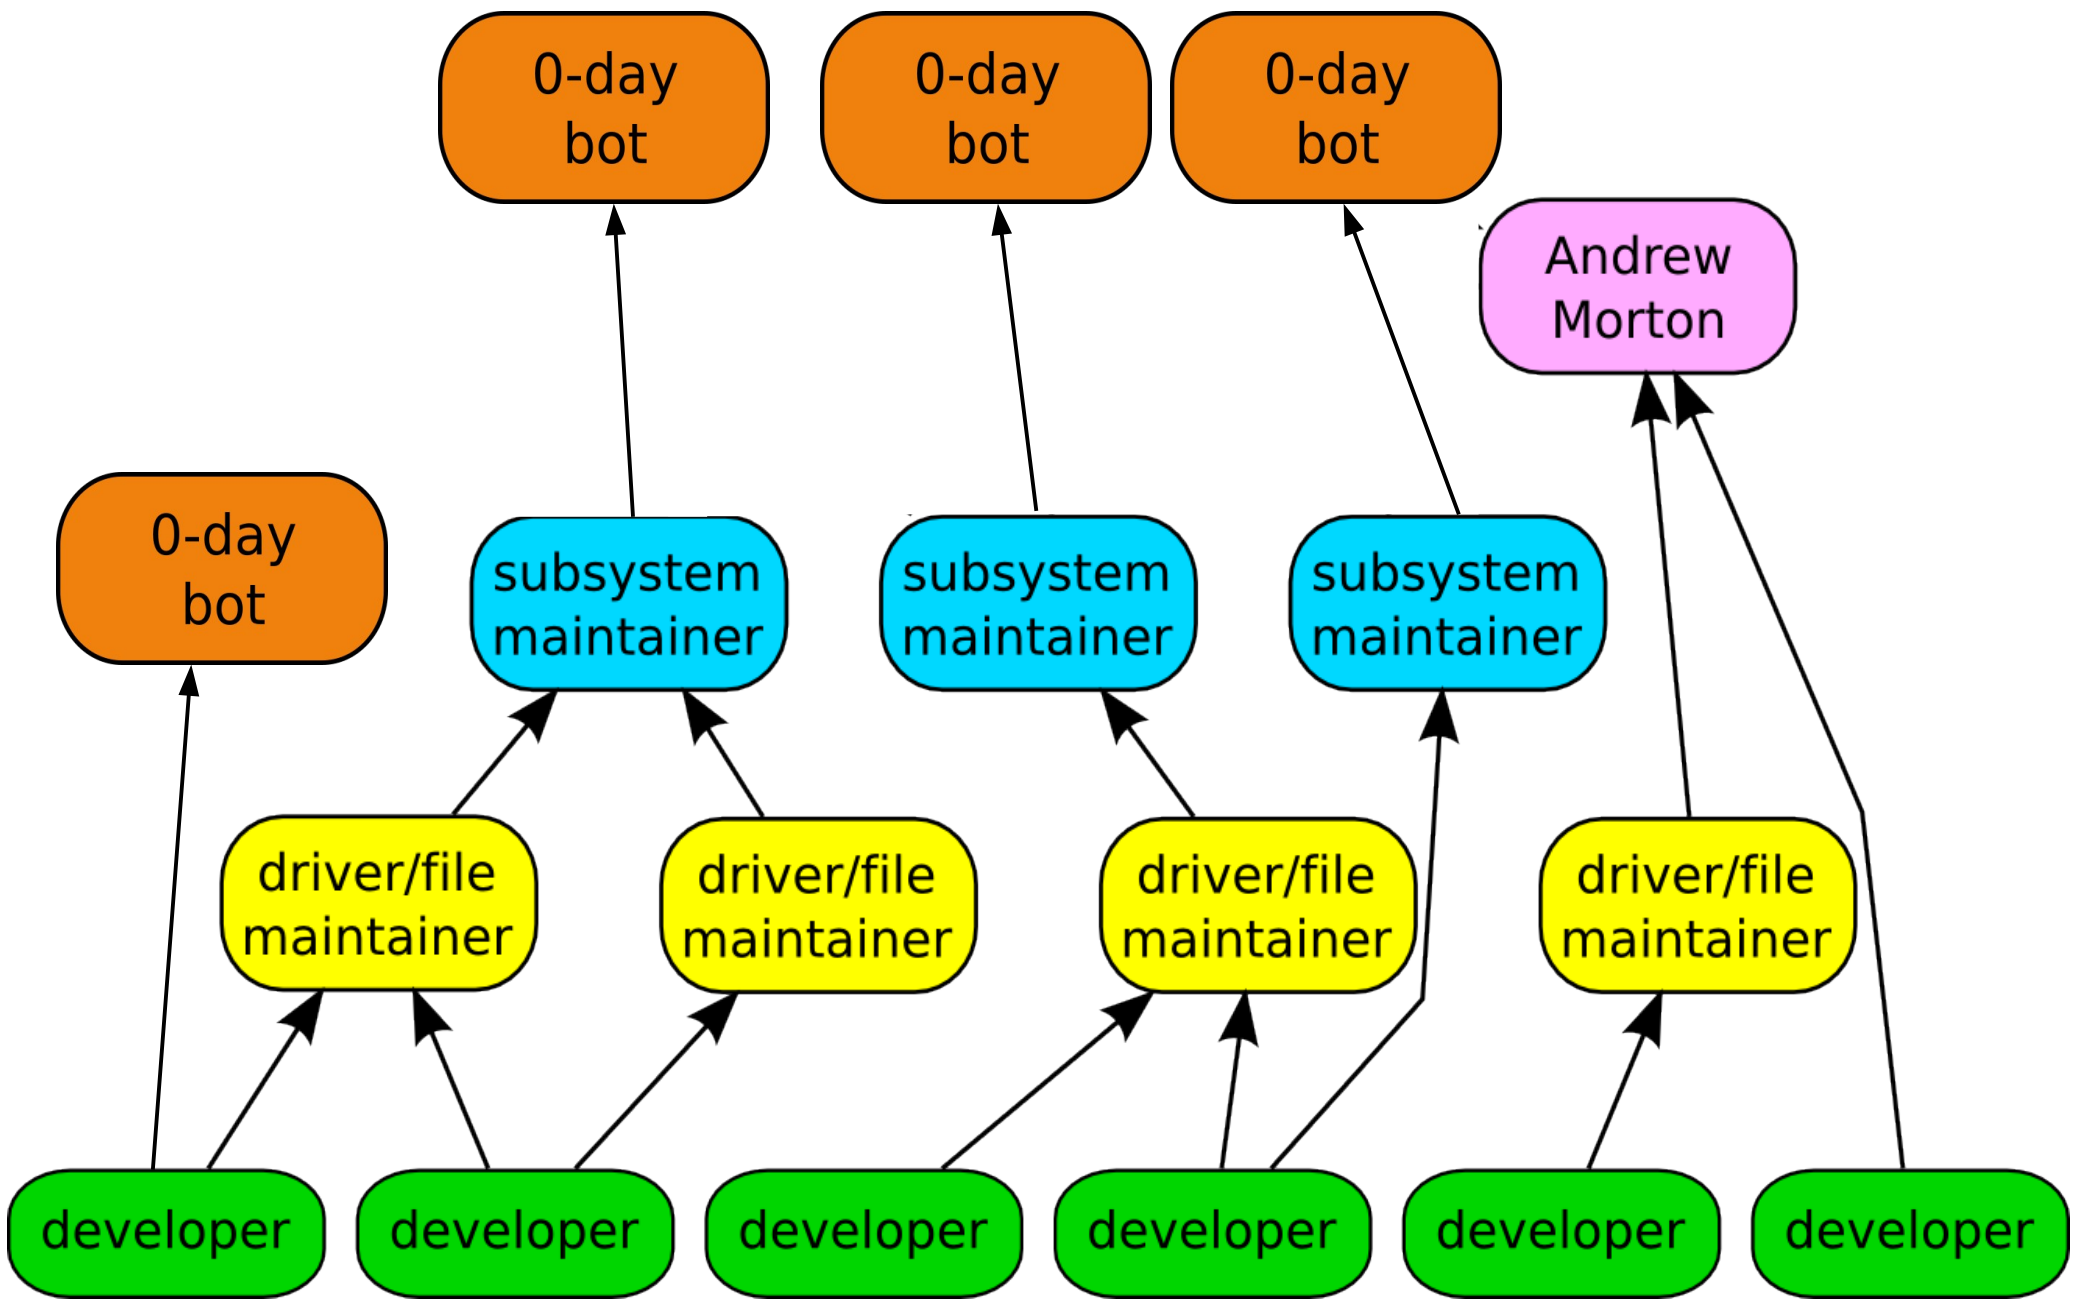 0-day
bot
0-day
bot
0-day
bot
Andrew
Morton
0-day
bot
subsystem
maintainer
subsystem
maintainer
subsystem
maintainer
driver/file
maintainer
driver/file
maintainer
driver/file
maintainer
driver/file
maintainer
developer
developer
developer
developer
developer
developer